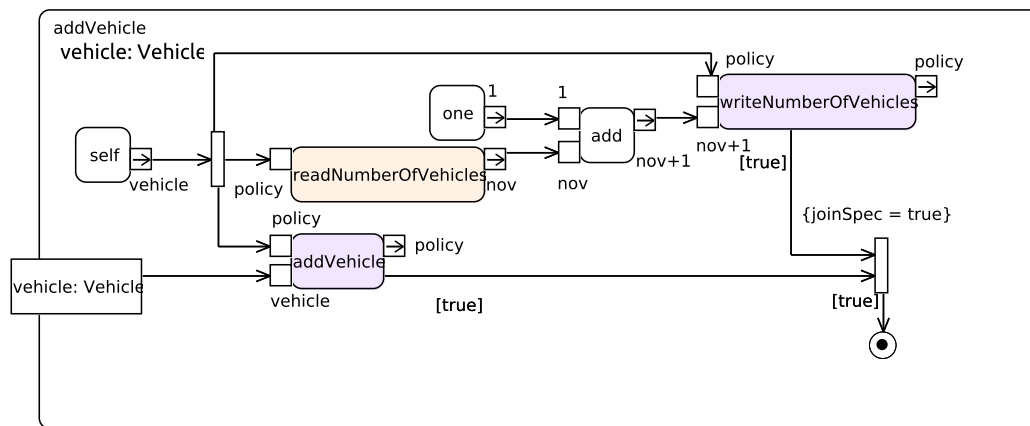 addVehicle
vehicle: Vehicle
policy
policy
writeNumberOfVehicles
1
1
one
add
self
nov+1
nov+1
[true]
vehicle
readNumberOfVehicles
policy
nov
nov
{joinSpec = true}
policy
policy
addVehicle
vehicle: Vehicle
vehicle
[true]
[true]